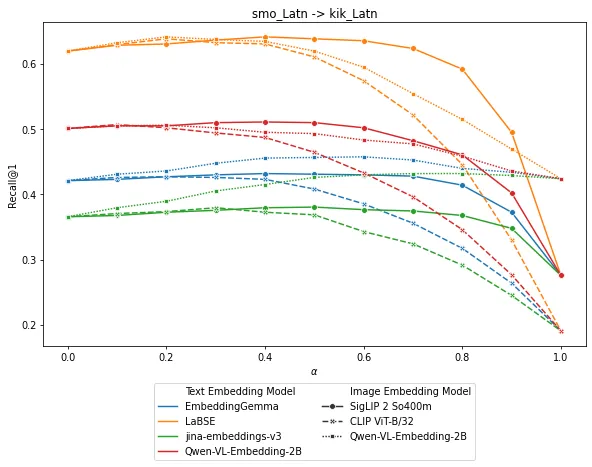 smo_Latn -> kik_Latn
Recall@1
0.6
0.5
0.4
0.3
0.2
0.0 0.2 0.4 0.6 0.8 1.0
α
Text Embedding Model Image Embedding Model
EmbeddingGemma SigLIP 2 So400m
LaBSE CLIP ViT-B/32
jina-embeddings-v3 Qwen-VL-Embedding-2B
Qwen-VL-Embedding-2B